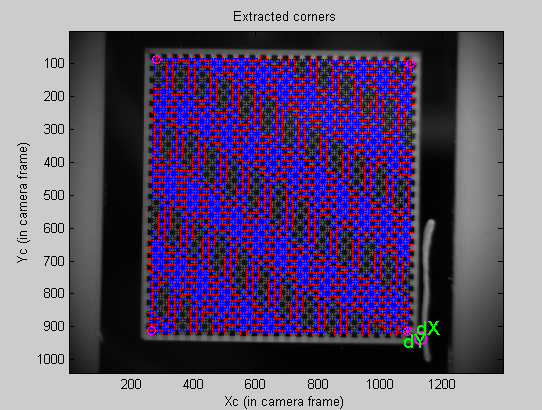 Extracted corners
100
200
300
400
500
600
700
800
900
1000
Yc (in camera frame)
dX
dY
200 400 600 800 1000 1200
Xc (in camera frame)